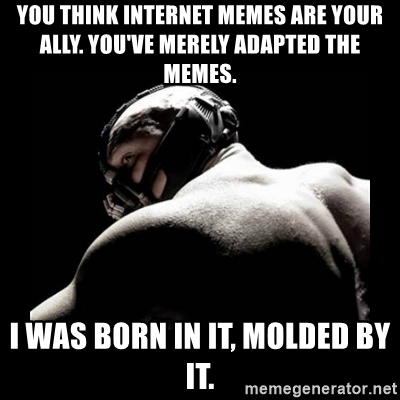 YOU THINK INTERNET MEMES ARE YOUR
ALLY. YOU'VE MERELY ADAPTED THE
MEMES.
I WAS BORN IN IT, MOLDED BY
IT.
memegenerator.net